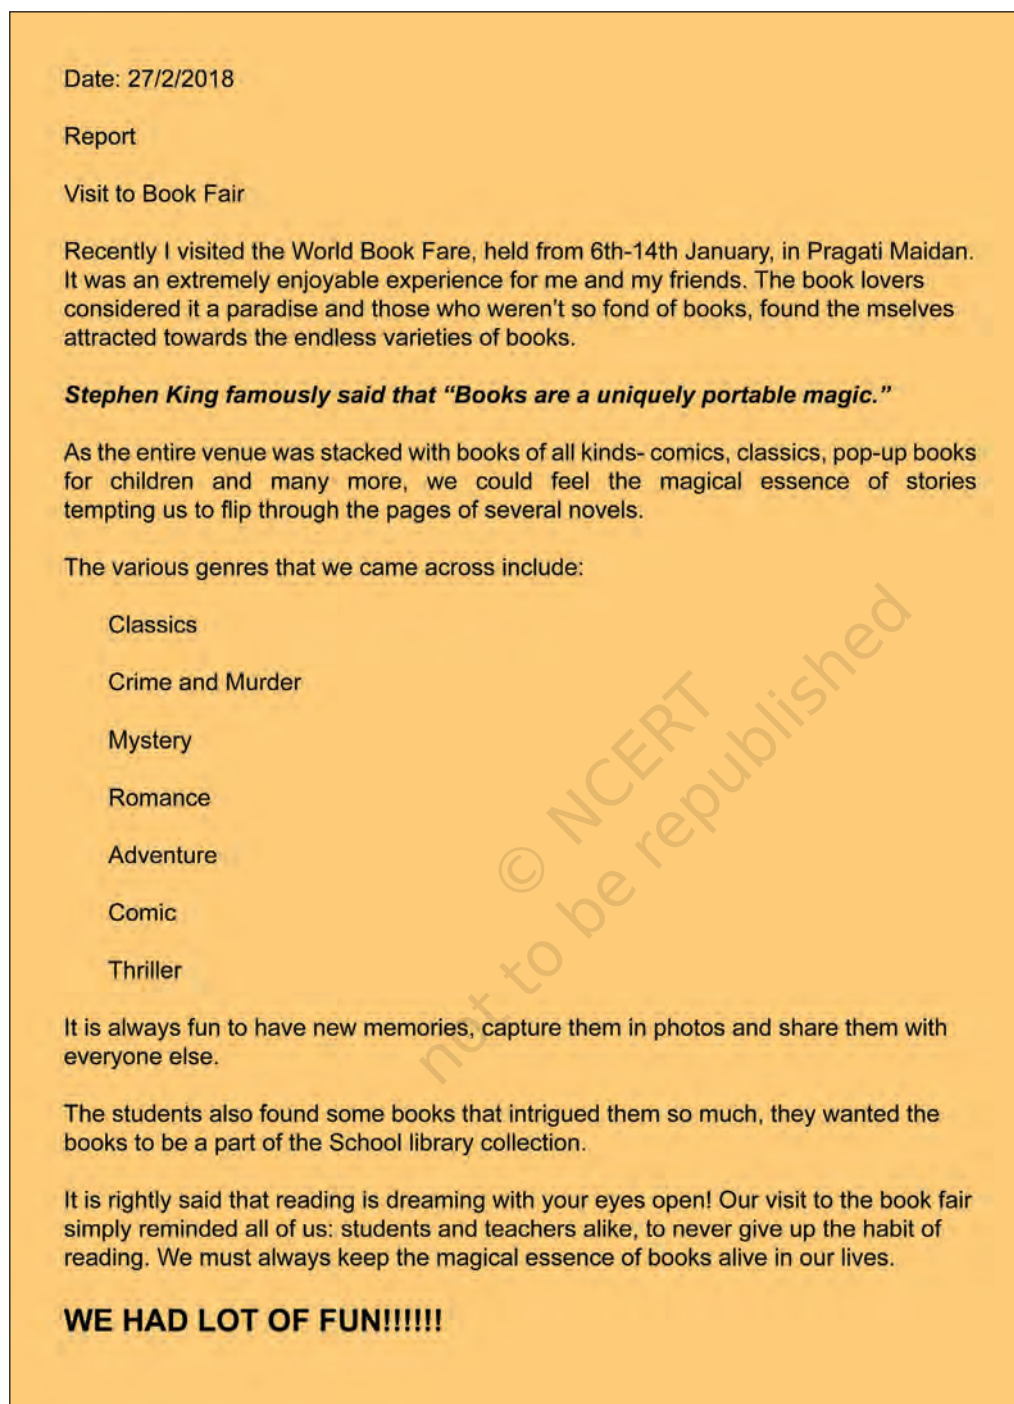 Date: 27/2/2018
Report
Visit to Book Fair
Recently I visited the World Book Fare, held from 6th-14th January, in Pragati Maidan.
It was an extremely enjoyable experience for me and my friends. The book lovers
considered it a paradise and those who weren't so fond of books, found the mselves
attracted towards the endless varieties of books.
Stephen King famously said that “Books are a uniquely portable magic.”
As the entire venue was stacked with books of all kinds- comics, classics, pop-up books
for children and many more, we could feel the magical essence of stories
tempting us to flip through the pages of several novels.
The various genres that we came across include:
Classics
Crime and Murder
Mystery
Romance
Adventure
Comic
Thriller
It is always fun to have new memories, capture them in photos and share them with
everyone else.
The students also found some books that intrigued them so much, they wanted the
books to be a part of the School library collection.
It is rightly said that reading is dreaming with your eyes open! Our visit to the book fair
simply reminded all of us: students and teachers alike, to never give up the habit of
reading. We must always keep the magical essence of books alive in our lives.
WE HAD LOT OF FUN!!!!!!
© NCERT
not to be republished